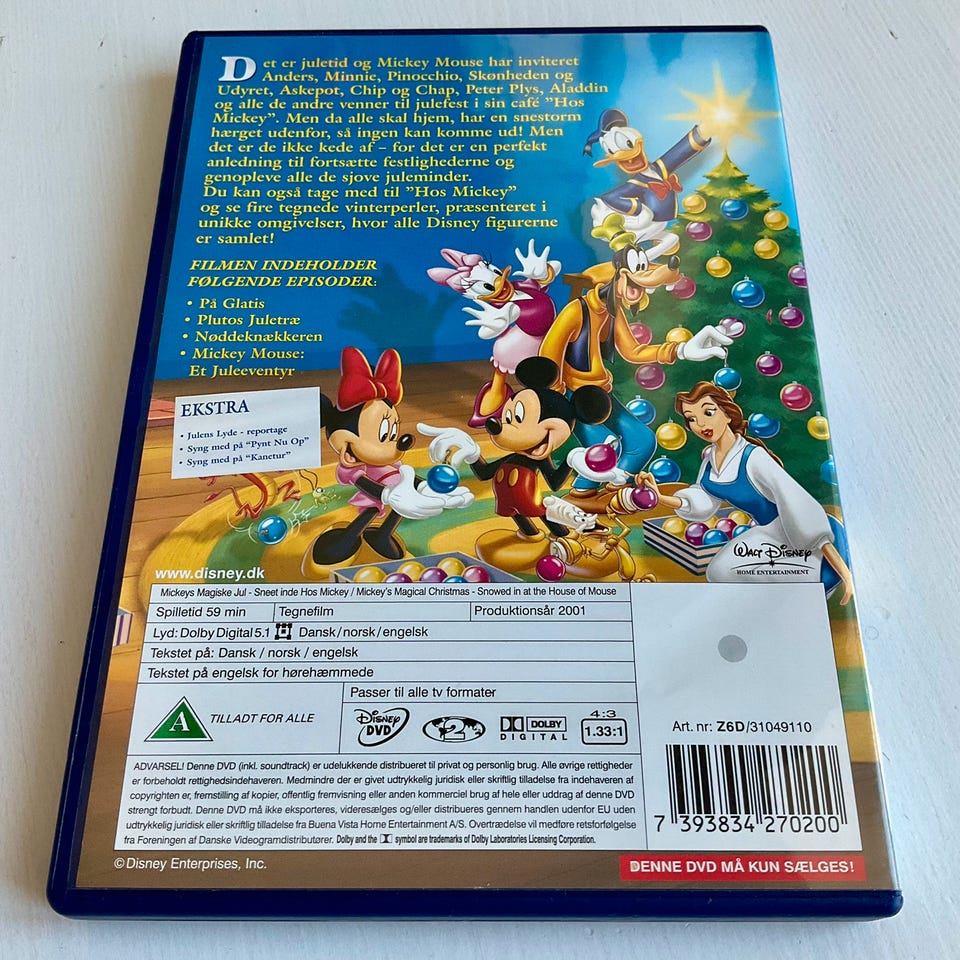 Det er juletid og Mickey Mouse har inviteret
Anders, Minnie, Pinocchio, Skønheden og
Udyret, Askepot, Chip og Chap, Peter Plys, Aladdin
og alle de andre venner til julefest i sin café ”Hos
Mickey”. Men da alle skal hjem, har en snestorm
hærget udenfor, så ingen kan komme ud! Men
det er de ikke kede af – for det er en perfekt
anledning til fortsætte festlighederne og
genopleve alle de sjove juleminder.
Du kan også tage med til ”Hos Mickey”
og se fire tegnede vinterperler, præsenteret i
unikke omgivelser, hvor alle Disney figurerne
er samlet!
FILMEN INDEHOLDER
FØLGENDE EPISODER:
• På Glatis
• Plutos Juletræ
• Nøddeknækkeren
• Mickey Mouse:
Et Juleeventyr
EKSTRA
• Julens Lyde - reportage
• Syng med på “Pynt Nu Op”
• Syng med på “Kanetur”
WALT DISNEY
HOME ENTERTAINMENT
www.disney.dk
Mickeys Magiske Jul - Sneet inde Hos Mickey / Mickey's Magical Christmas - Snowed in at the House of Mouse
Spilletid 59 min Tegnefilm Produktionsår 2001
Lyd: Dolby Digital 5.1 Dansk/norsk/engelsk
Tekstet på: Dansk / norsk / engelsk
Tekstet på engelsk for hørehæmmede
Passer til alle tv formater
A TILLADT FOR ALLE
Disney DVD
2
DOLBY DIGITAL
4:3
1.33:1
Art. nr: Z6D/31049110
7 393834 270200
ADVARSEL! Denne DVD (inkl. soundtrack) er udelukkende distribueret til privat og personlig brug. Alle øvrige rettigheder
er forbeholdt rettighedsindehaveren. Medmindre der er givet udtrykkelig juridisk eller skriftlig tilladelse fra indehaveren af
copyrighten er, fremstilling af kopier, offentlig fremvisning eller anden kommerciel brug af hele eller uddrag af denne DVD
strengt forbudt. Denne DVD må ikke eksporteres, videresælges og/eller distribueres gennem handlen udenfor EU uden
udtrykkelig juridisk eller skriftlig tilladelse fra Buena Vista Home Entertainment A/S. Overtrædelse vil medføre retsforfølgelse
fra Foreningen af Danske Videogramdistributører. Dolby and the symbol are trademarks of Dolby Laboratories Licensing Corporation.
© Disney Enterprises, Inc.
DENNE DVD MÅ KUN SÆLGES!